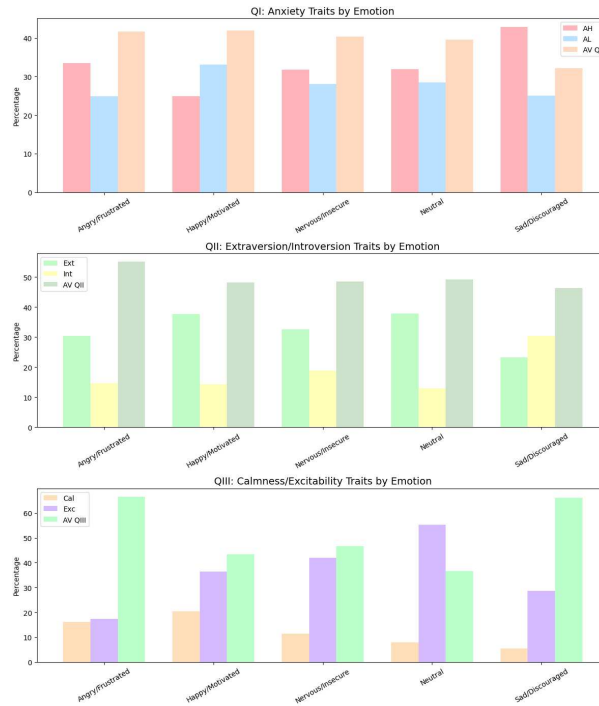 QI: Anxiety Traits by Emotion
AH
AL
AV Q
Percentage
40
30
20
10
0
Angry/Frustrated
Happy/Motivated
Nervous/Insecure
Neutral
Sad/Discouraged
QII: Extraversion/Introversion Traits by Emotion
Ext
Int
AV QII
Percentage
50
40
30
20
10
0
Angry/Frustrated
Happy/Motivated
Nervous/Insecure
Neutral
Sad/Discouraged
QIII: Calmness/Excitability Traits by Emotion
Cal
Exc
AV QIII
Percentage
60
50
40
30
20
10
0
Angry/Frustrated
Happy/Motivated
Nervous/Insecure
Neutral
Sad/Discouraged